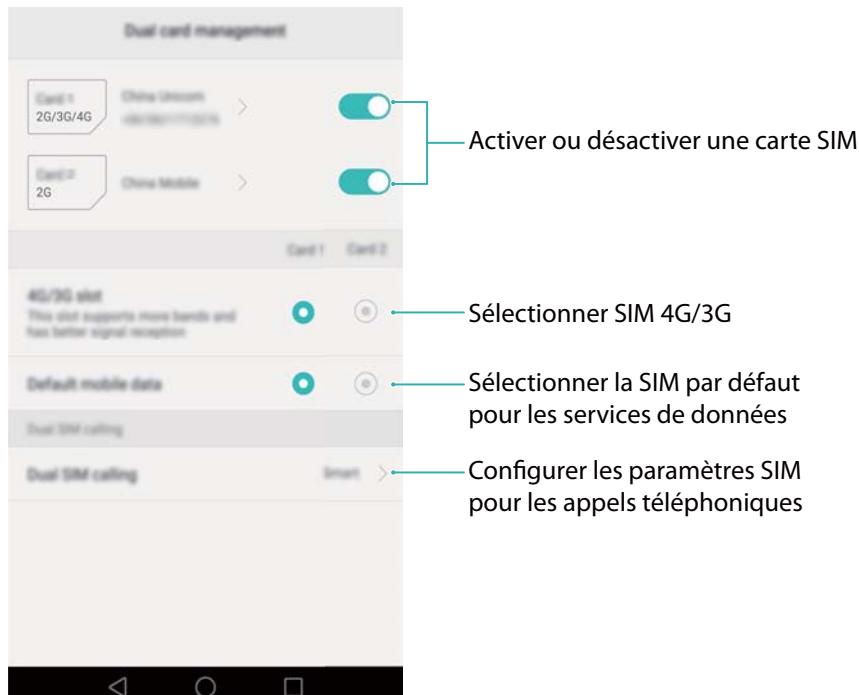 Dual card management
Card 1
2G/3G/4G
China Unicom
Activer ou désactiver une carte SIM
Card 2
2G
China Mobile
Card 1 Card 2
4G/3G slot
This slot supports more bands and
has better signal reception
Sélectionner SIM 4G/3G
Default mobile data
Sélectionner la SIM par défaut
pour les services de données
Dual SIM calling
Dual SIM calling
Smart
Configurer les paramètres SIM
pour les appels téléphoniques